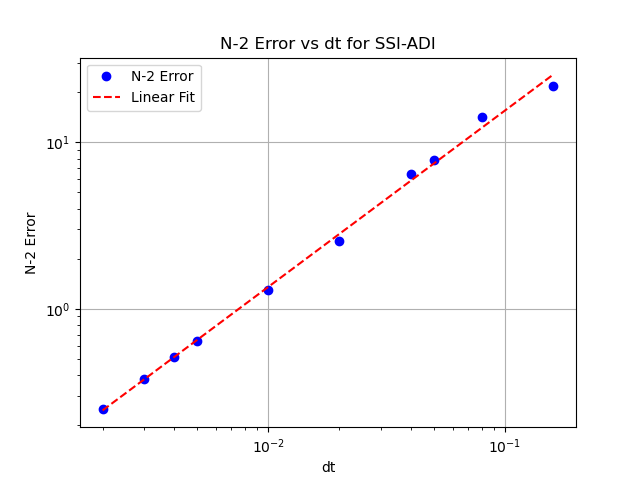 N-2 Error vs dt for SSI-ADI
N-2 Error
Linear Fit
10¹
10⁰
N-2 Error
10⁻²
10⁻¹
dt